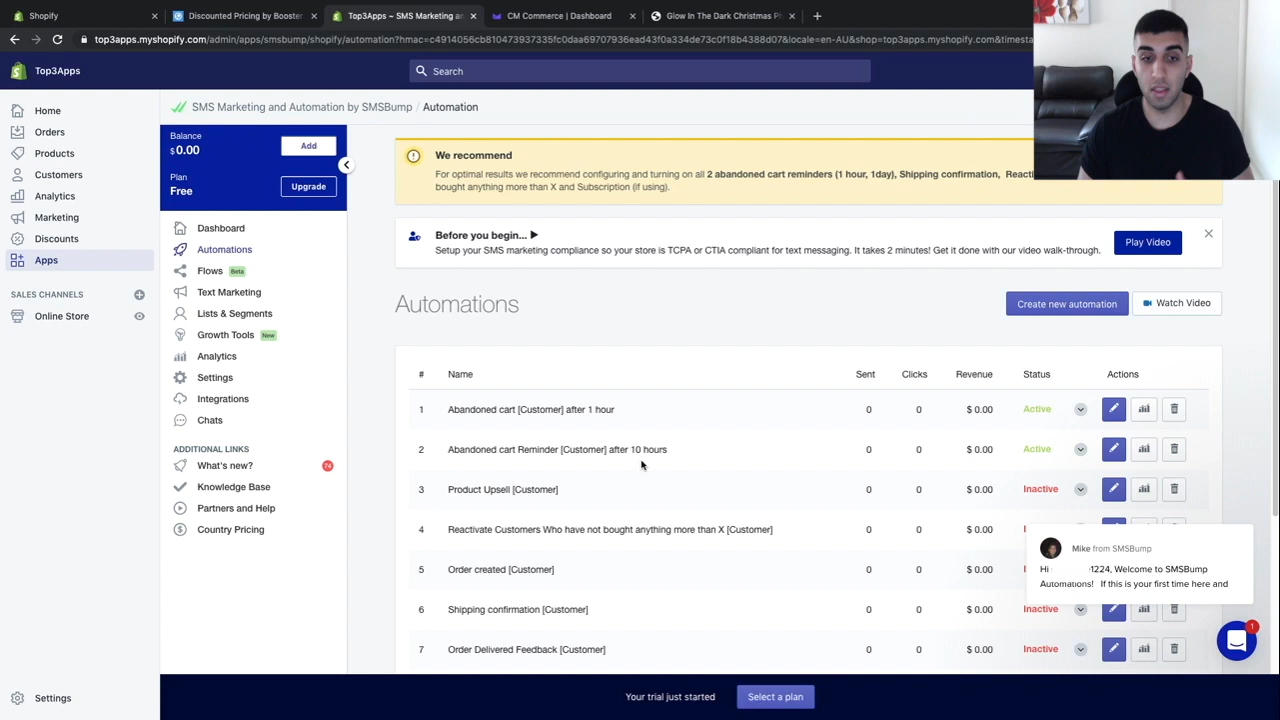 Shopify
Discounted Pricing by Booster
Top3Apps ~ SMS Marketing an
CM Commerce | Dashboard
Glow In The Dark Christmas Ph
top3apps.myshopify.com/admin/apps/smsbump/shopify/automation?hmac=c4914056cb810473937335fc0daa69707936ead43f0a334de73c0f18b4388d07&locale=en-AU&shop=top3apps.myshopify.com&timesta
Top3Apps
Search
Home
Orders
Products
Customers
Analytics
Marketing
Discounts
Apps
SALES CHANNELS
Online Store
Settings
SMS Marketing and Automation by SMSBump / Automation
Balance
$0.00
Add
Plan
Free
Upgrade
Dashboard
Automations
Flows Beta
Text Marketing
Lists & Segments
Growth Tools New
Analytics
Settings
Integrations
Chats
ADDITIONAL LINKS
What's new? 74
Knowledge Base
Partners and Help
Country Pricing
We recommend
For optimal results we recommend configuring and turning on all 2 abandoned cart reminders (1 hour, 1day), Shipping confirmation, Reacti
bought anything more than X and Subscription (if using).
Before you begin...
Setup your SMS marketing compliance so your store is TCPA or CTIA compliant for text messaging. It takes 2 minutes! Get it done with our video walk-through.
Play Video
Automations
Create new automation
Watch Video
# Name Sent Clicks Revenue Status Actions
1 Abandoned cart [Customer] after 1 hour 0 0 $ 0.00 Active
2 Abandoned cart Reminder [Customer] after 10 hours 0 0 $ 0.00 Active
3 Product Upsell [Customer] 0 0 $ 0.00 Inactive
4 Reactivate Customers Who have not bought anything more than X [Customer] 0 0 $ 0.00
5 Order created [Customer] 0 0 $ 0.00
6 Shipping confirmation [Customer] 0 0 $ 0.00 Inactive
7 Order Delivered Feedback [Customer] 0 0 $ 0.00 Inactive
Mike from SMSBump
Hi 1224, Welcome to SMSBump
Automations! If this is your first time here and
1
Your trial just started
Select a plan